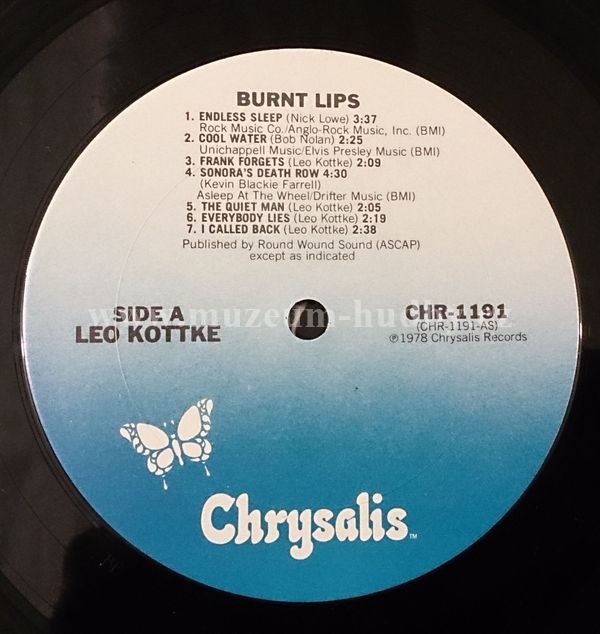 BURNT LIPS
1. ENDLESS SLEEP (Nick Lowe) 3:37
Rock Music Co./Anglo-Rock Music, Inc. (BMI)
2. COOL WATER (Bob Nolan) 2:25
Unichappell Music/Elvis Presley Music (BMI)
3. FRANK FORGETS (Leo Kottke) 2:09
4. SONORA'S DEATH ROW 4:30
(Kevin Blackie Farrell)
Asleep At The Wheel/Drifter Music (BMI)
5. THE QUIET MAN (Leo Kottke) 2:05
6. EVERYBODY LIES (Leo Kottke) 2:19
7. I CALLED BACK (Leo Kottke) 2:38
Published by Round Wound Sound (ASCAP)
except as indicated
SIDE A
LEO KOTTKE
CHR-1191
(CHR-1191-AS)
℗ 1978 Chrysalis Records
Chrysalis TM